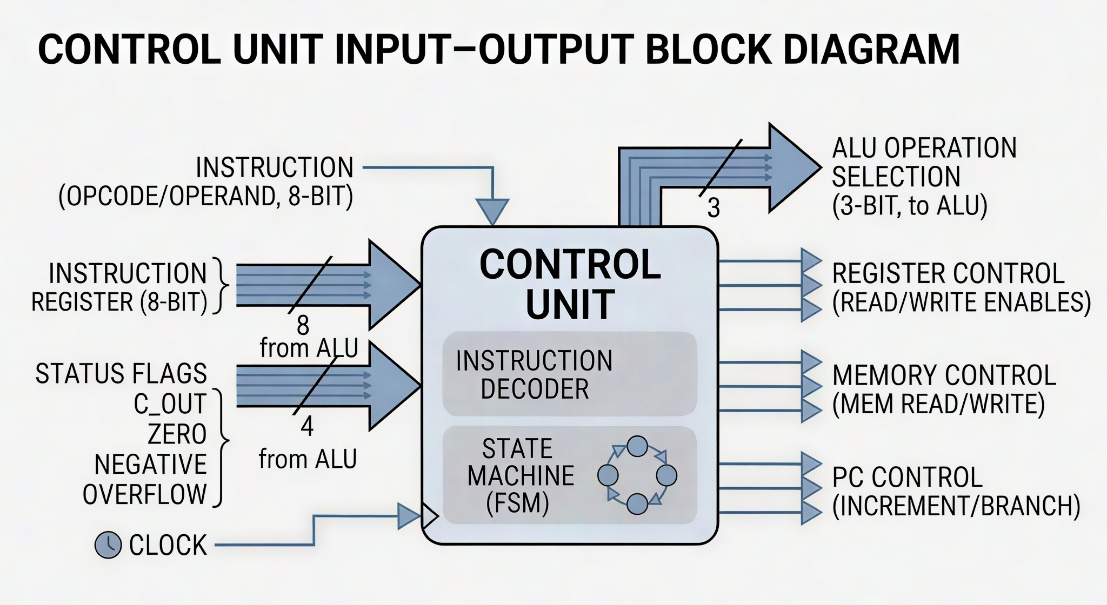 CONTROL UNIT INPUT–OUTPUT BLOCK DIAGRAM
INSTRUCTION
(OPCODE/OPERAND, 8-BIT)
ALU OPERATION
SELECTION
(3-BIT, to ALU)
3
INSTRUCTION
REGISTER (8-BIT)
8
from ALU
STATUS FLAGS
C_OUT
ZERO
NEGATIVE
OVERFLOW
4
from ALU
CLOCK
CONTROL
UNIT
INSTRUCTION
DECODER
STATE
MACHINE
(FSM)
REGISTER CONTROL
(READ/WRITE ENABLES)
MEMORY CONTROL
(MEM READ/WRITE)
PC CONTROL
(INCREMENT/BRANCH)